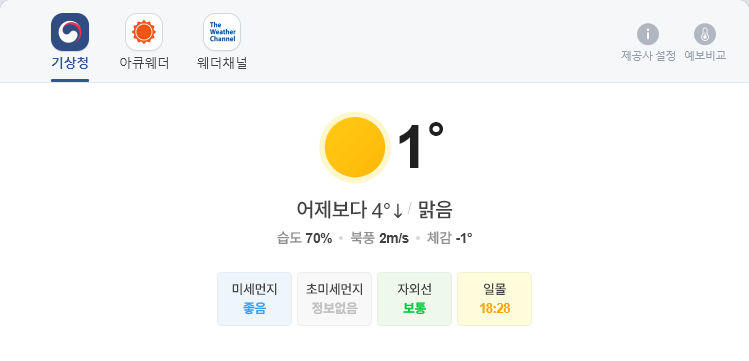 The
Weather
Channel
기상청 아큐웨더 웨더채널
제공사 설정 예보비교
1°
어제보다 4°↓ / 맑음
습도 70% • 북풍 2m/s • 체감 -1°
미세먼지 초미세먼지 자외선 일몰
좋음 정보없음 보통 18:28